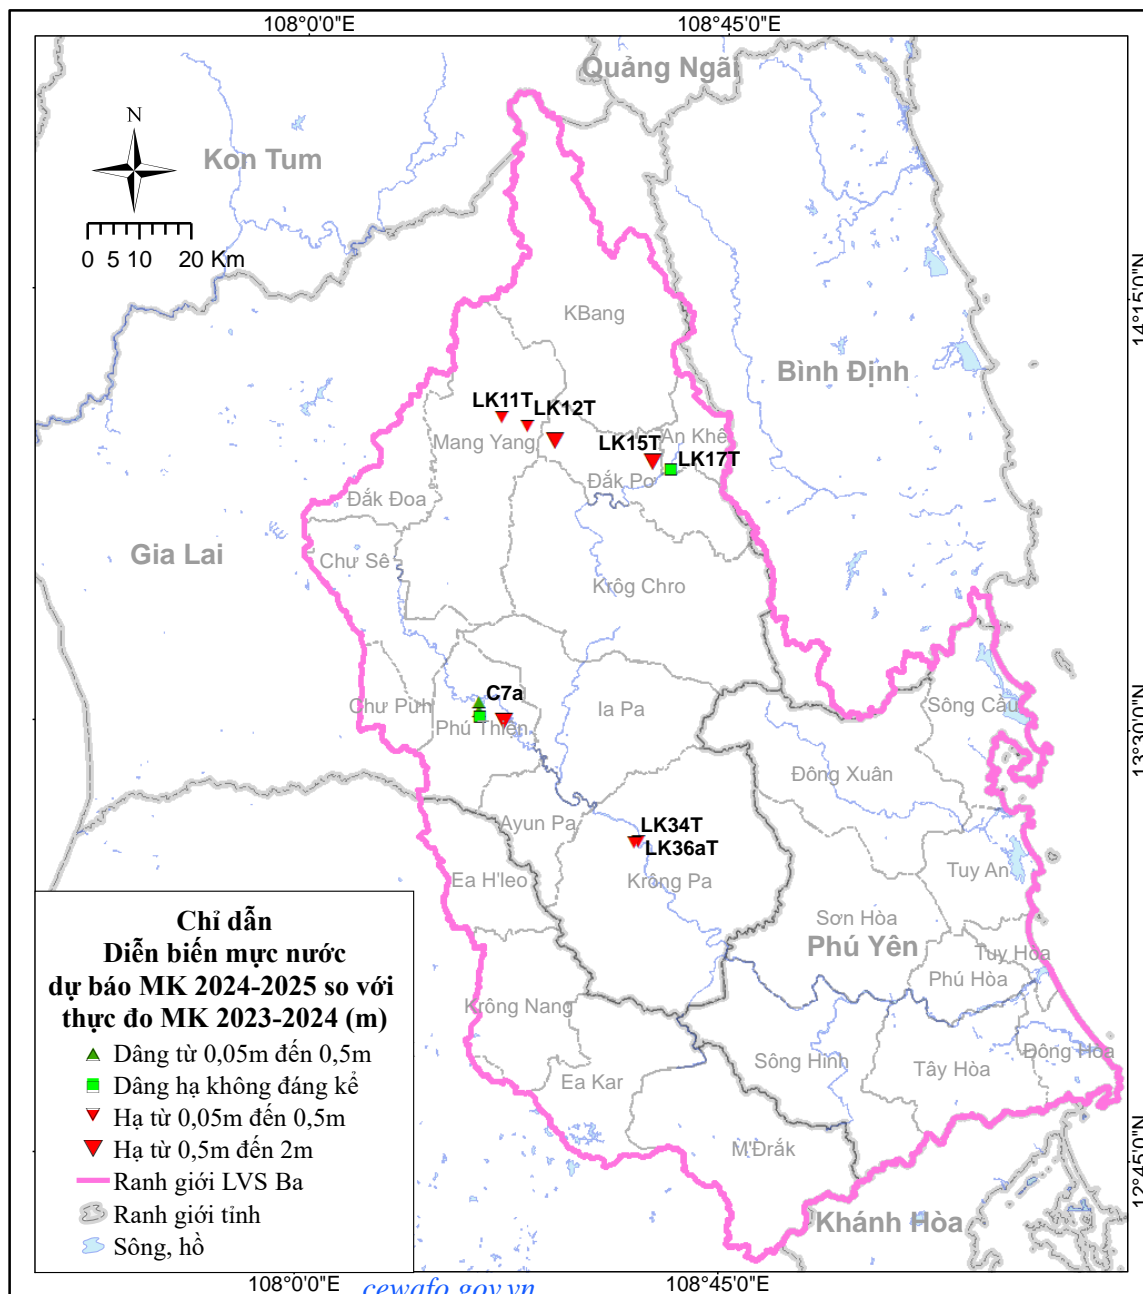 108°0'0"E
108°45'0"E
Quảng Ngãi
N
Kon Tum
0 5 10 20 Km
14°15'0"N
KBang
Bình Định
LK11T
LK12T
Mang Yang
LK15T
An Khê
LK17T
Đắk Pơ
Đắk Đoa
Gia Lai
Chư Sê
Krôg Chro
C7a
Chư Pưh
Phú Thiện
Ia Pa
Sông Cầu
13°30'0"N
Đồng Xuân
Ayun Pa
LK34T
LK36aT
Krông Pa
Ea H'leo
Tuy An
Sơn Hòa
Phú Yên
Tuy Hòa
Phú Hòa
Krông Nang
Sông Hinh
Đông Hòa
Tây Hòa
Ea Kar
M'Đrắk
12°45'0"N
Khánh Hòa
Chỉ dẫn
Diễn biến mực nước
dự báo MK 2024-2025 so với
thực đo MK 2023-2024 (m)
Dâng từ 0,05m đến 0,5m
Dâng hạ không đáng kể
Hạ từ 0,05m đến 0,5m
Hạ từ 0,5m đến 2m
Ranh giới LVS Ba
Ranh giới tỉnh
Sông, hồ
108°0'0"E
cewafo.gov.vn
108°45'0"E